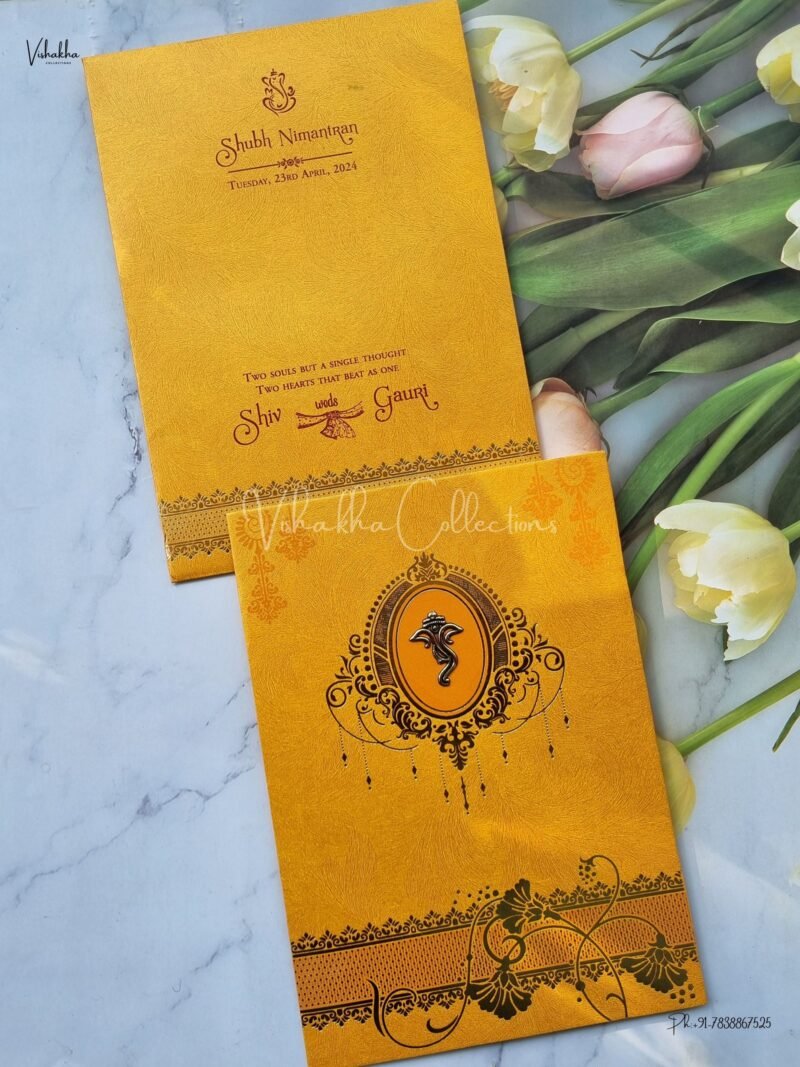 Vishakha
COLLECTIONS
Shubh Nimantran
Tuesday, 23rd April, 2024
Two souls but a single thought
Two hearts that beat as one
Shiv weds Gauri
Vishakha Collections
Ph:+91-7838867525